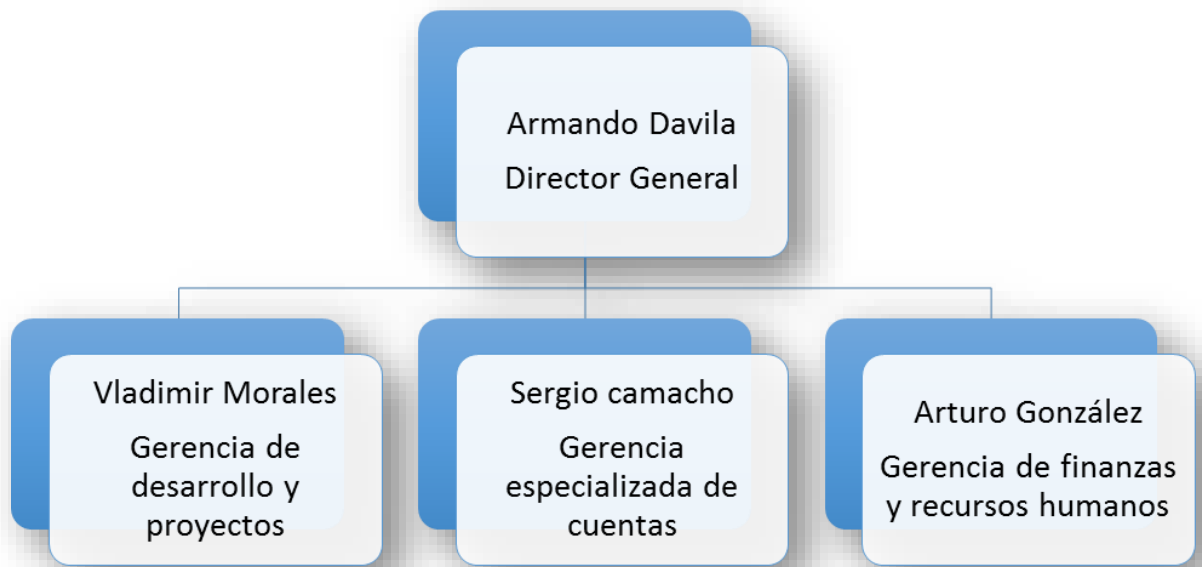 Armando Davila
Director General
Vladimir Morales
Gerencia de
desarrollo y
proyectos
Sergio camacho
Gerencia
especializada de
cuentas
Arturo González
Gerencia de finanzas
y recursos humanos